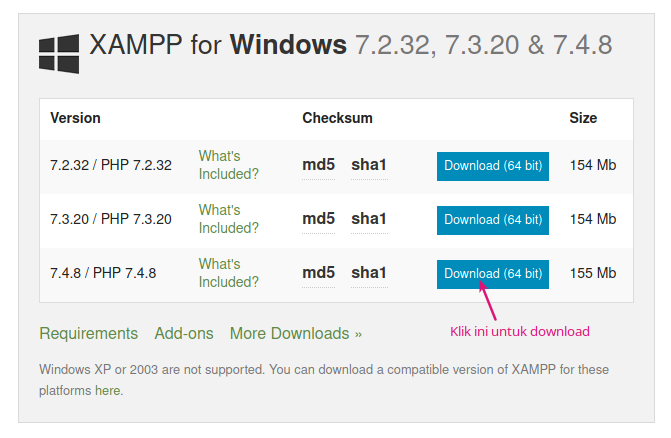 XAMPP for Windows 7.2.32, 7.3.20 & 7.4.8
Version Checksum Size
7.2.32 / PHP 7.2.32 What's Included? md5 sha1 Download (64 bit) 154 Mb
7.3.20 / PHP 7.3.20 What's Included? md5 sha1 Download (64 bit) 154 Mb
7.4.8 / PHP 7.4.8 What's Included? md5 sha1 Download (64 bit) 155 Mb
Requirements Add-ons More Downloads »
Klik ini untuk download
Windows XP or 2003 are not supported. You can download a compatible version of XAMPP for these
platforms here.